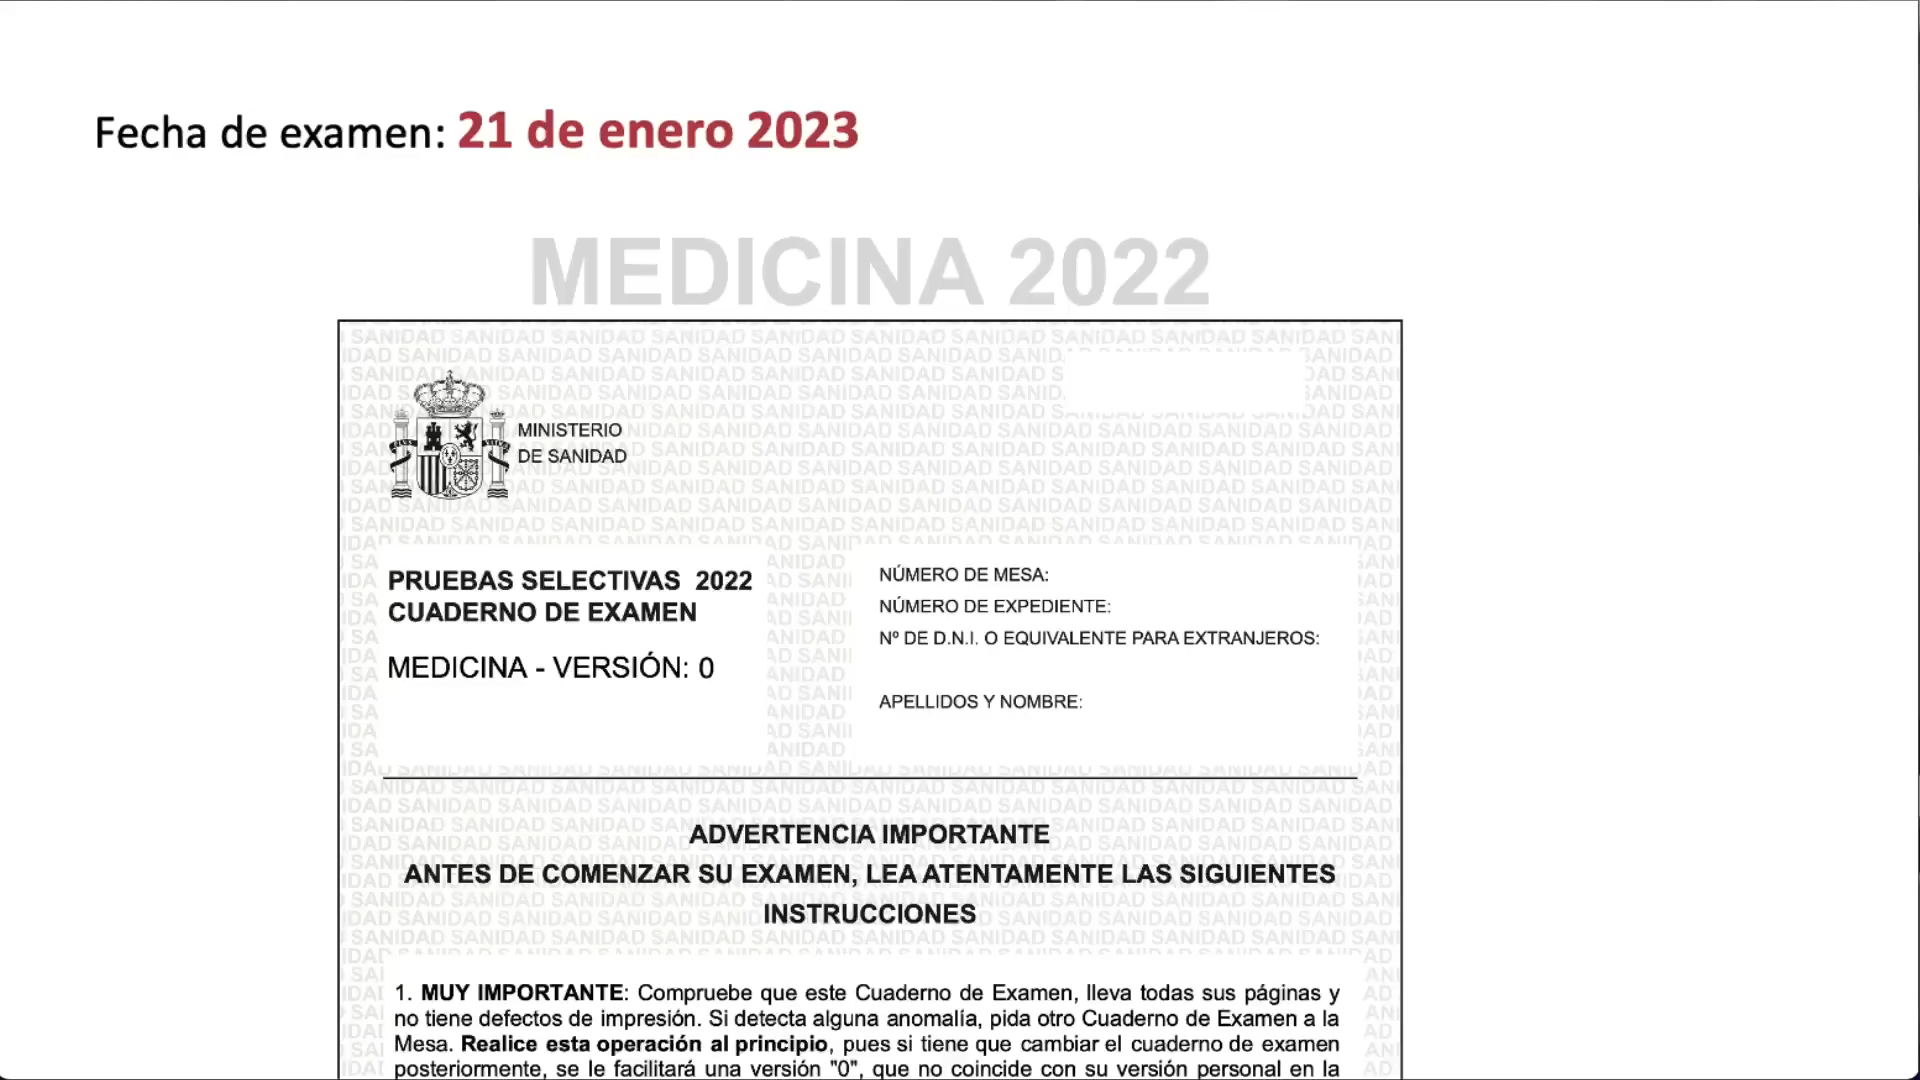 Fecha de examen: 21 de enero 2023
MEDICINA 2022
MINISTERIO
DE SANIDAD
PRUEBAS SELECTIVAS 2022
CUADERNO DE EXAMEN
MEDICINA - VERSIÓN: 0
NÚMERO DE MESA:
NÚMERO DE EXPEDIENTE:
Nº DE D.N.I. O EQUIVALENTE PARA EXTRANJEROS:
APELLIDOS Y NOMBRE:
ADVERTENCIA IMPORTANTE
ANTES DE COMENZAR SU EXAMEN, LEA ATENTAMENTE LAS SIGUIENTES
INSTRUCCIONES
1. MUY IMPORTANTE: Compruebe que este Cuaderno de Examen, lleva todas sus páginas y
no tiene defectos de impresión. Si detecta alguna anomalía, pida otro Cuaderno de Examen a la
Mesa. Realice esta operación al principio, pues si tiene que cambiar el cuaderno de examen
posteriormente, se le facilitará una versión "0", que no coincide con su versión personal en la